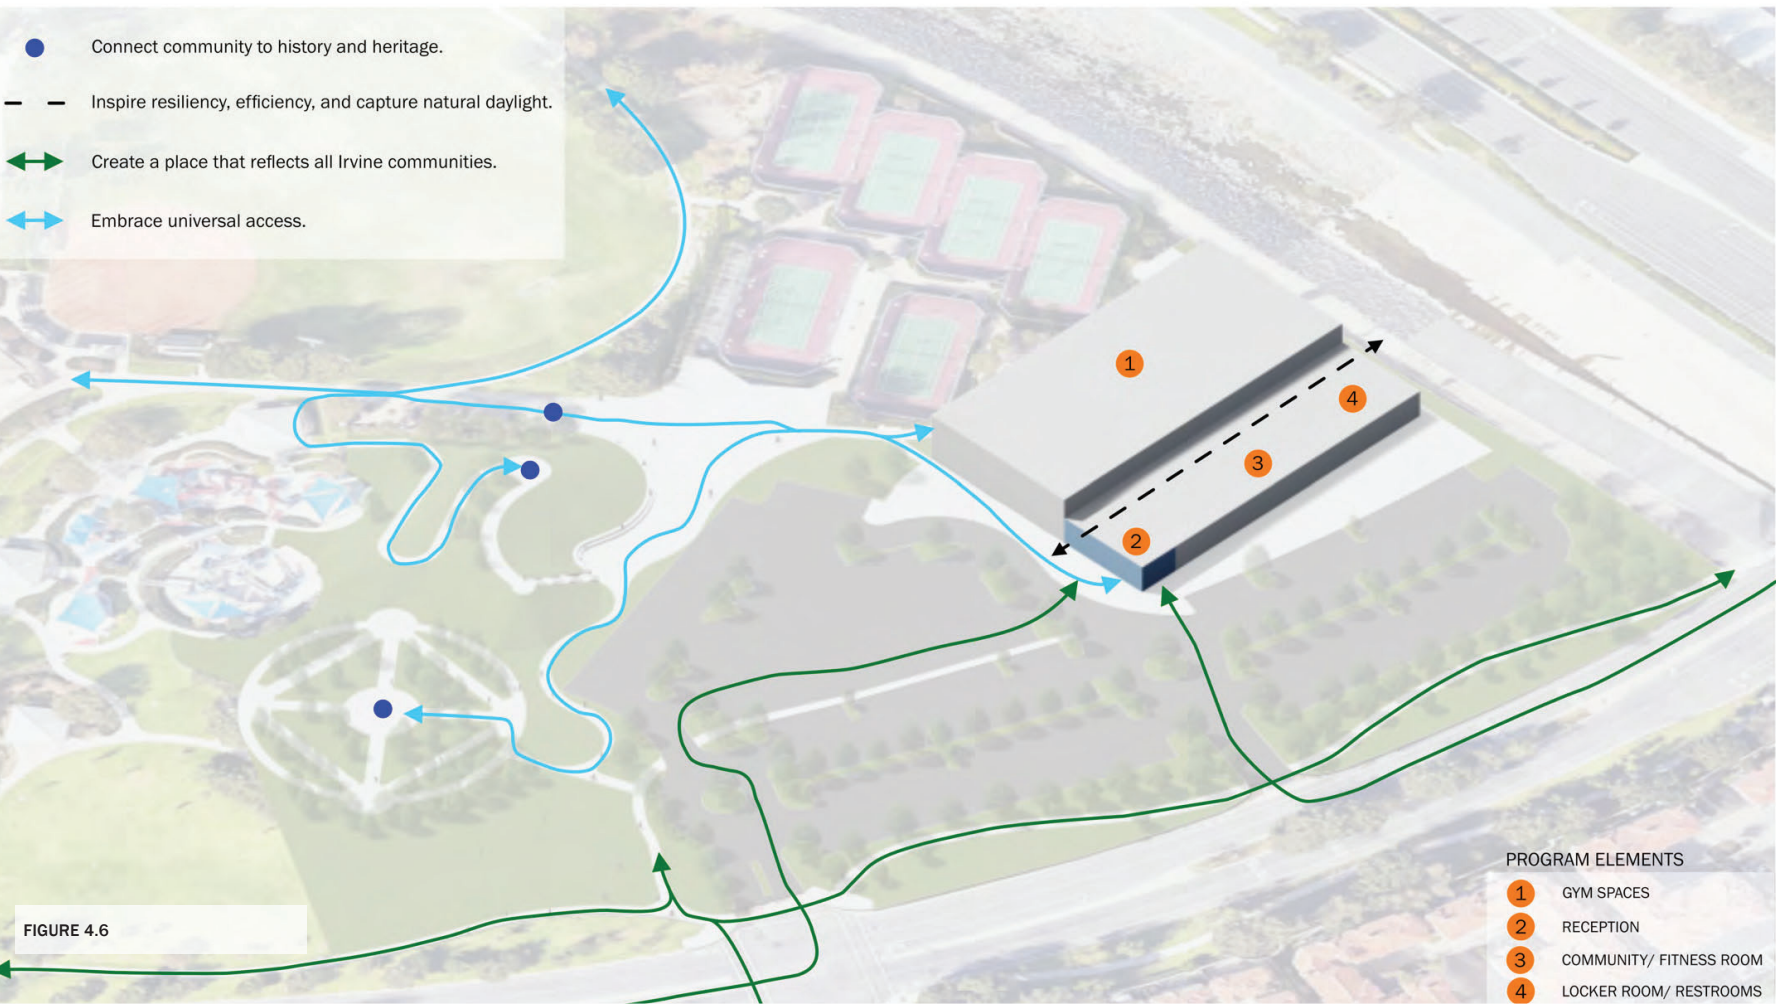 Connect community to history and heritage.
Inspire resiliency, efficiency, and capture natural daylight.
Create a place that reflects all Irvine communities.
Embrace universal access.
1
4
3
2
FIGURE 4.6
PROGRAM ELEMENTS
1 GYM SPACES
2 RECEPTION
3 COMMUNITY/ FITNESS ROOM
4 LOCKER ROOM/ RESTROOMS